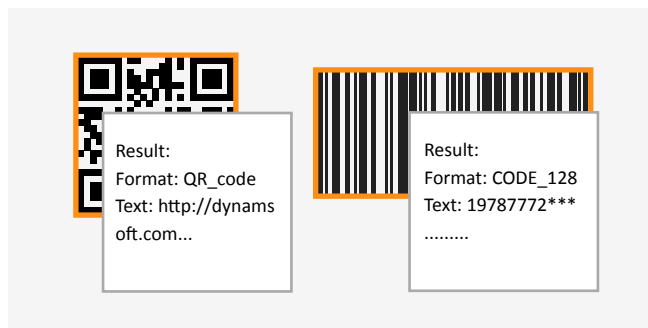 Result:
Format: QR_code
Text: http://dynams
oft.com...
Result:
Format: CODE_128
Text: 19787772***
.........